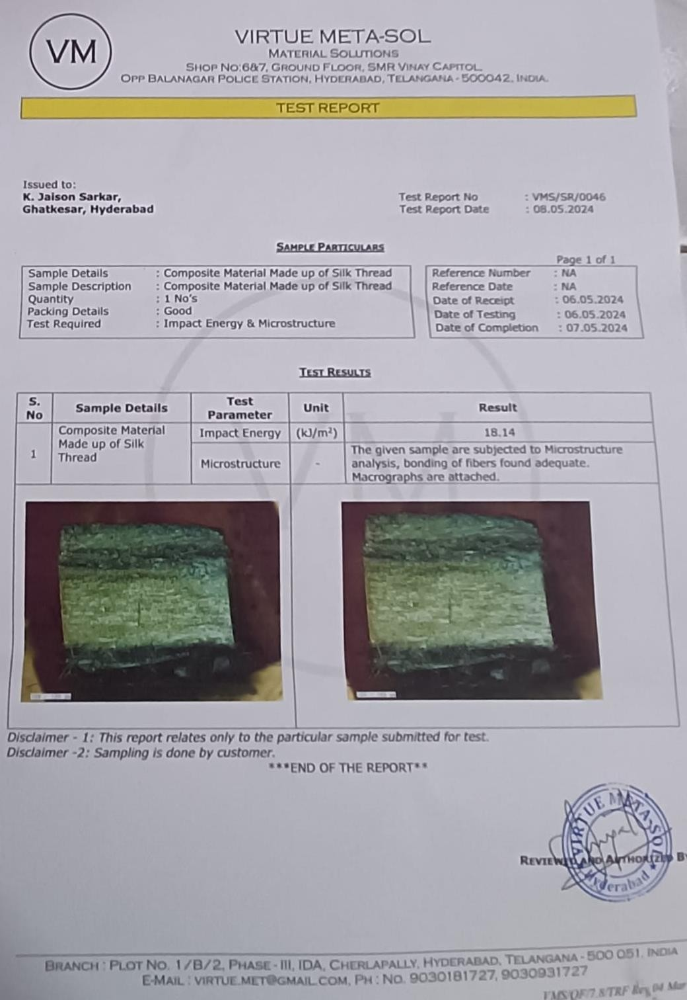 VM
VIRTUE META-SOL
MATERIAL SOLUTIONS
SHOP NO:6&7, GROUND FLOOR, SMR VINAY CAPITOL,
OPP BALANAGAR POLICE STATION, HYDERABAD, TELANGANA - 500042, INDIA.
TEST REPORT
Issued to:
K. Jaison Sarkar,
Ghatkesar, Hyderabad
Test Report No : VMS/SR/0046
Test Report Date : 08.05.2024
SAMPLE PARTICULARS
Page 1 of 1
Sample Details : Composite Material Made up of Silk Thread
Sample Description : Composite Material Made up of Silk Thread
Quantity : 1 No's
Packing Details : Good
Test Required : Impact Energy & Microstructure
Reference Number : NA
Reference Date : NA
Date of Receipt : 06.05.2024
Date of Testing : 06.05.2024
Date of Completion : 07.05.2024
TEST RESULTS
S. No Sample Details Test Parameter Unit Result
1 Composite Material Made up of Silk Thread
Impact Energy (kJ/m²) 18.14
Microstructure - The given sample are subjected to Microstructure
analysis, bonding of fibers found adequate.
Macrographs are attached.
Disclaimer - 1: This report relates only to the particular sample submitted for test.
Disclaimer -2: Sampling is done by customer.
***END OF THE REPORT**
VIRTUE META-SOL
Hyderabad
REVIEWED AND AUTHORIZED BY
BRANCH : PLOT NO. 1/B/2, PHASE - III, IDA, CHERLAPALLY, HYDERABAD, TELANGANA - 500 051. INDIA
E-MAIL : VIRTUE.MET@GMAIL.COM, PH : NO. 9030181727, 9030931727
VMS/QF/7.8/TRF Rev 04 Mar